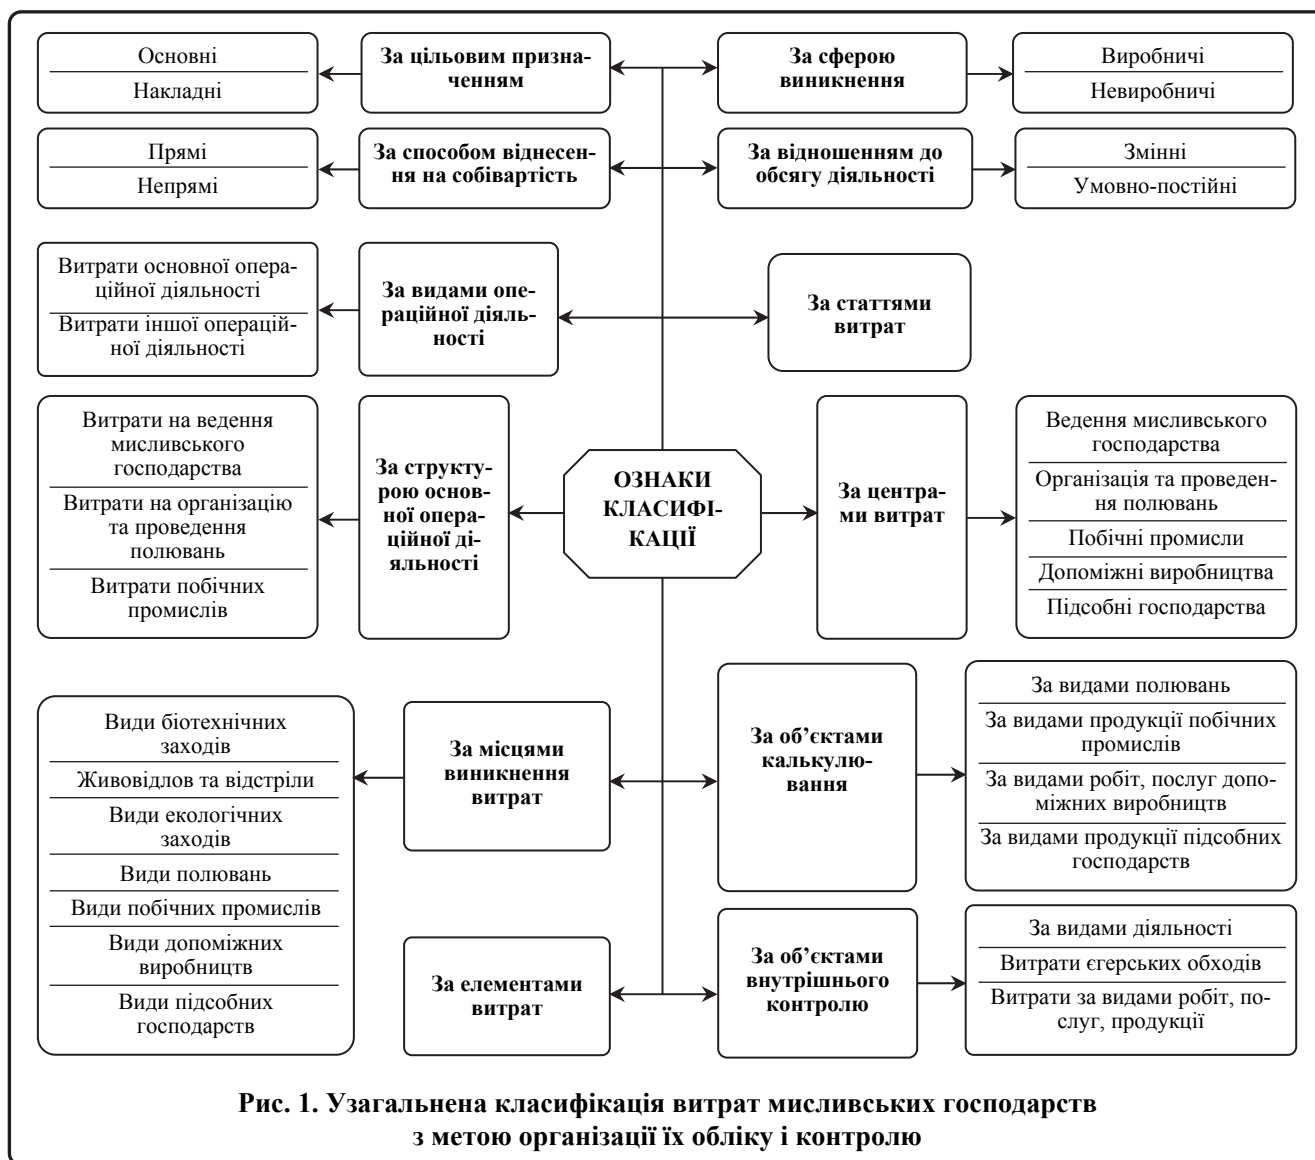 Основні
Накладні
За цільовим призна-
ченням
За сферою
виникнення
Виробничі
Невиробничі
Прямі
Непрямі
За способом віднесен-
ня на собівартість
За відношенням до
обсягу діяльності
Змінні
Умовно-постійні
Витрати основної опера-
ційної діяльності
Витрати іншої операцій-
ної діяльності
За видами опе-
раційної діяль-
ності
За статтями
витрат
Витрати на ведення
мисливського
господарства
Витрати на організацію
та проведення
полювань
Витрати побічних
промислів
За структу-
рою основ-
ної опера-
ційної ді-
яльності
ОЗНАКИ
КЛАСИФІ-
КАЦІЇ
За центра-
ми витрат
Ведення мисливського
господарства
Організація та проведен-
ня полювань
Побічні промисли
Допоміжні виробництва
Підсобні господарства
Види біотехнічних
заходів
Живовідлов та відстріли
Види екологічних
заходів
Види полювань
Види побічних промислів
Види допоміжних
виробництв
Види підсобних
господарств
За місцями
виникнення
витрат
За об’єктами
калькулю-
вання
За видами полювань
За видами продукції побічних
промислів
За видами робіт, послуг допо-
міжних виробництв
За видами продукції підсобних
господарств
За елементами
витрат
За об’єктами
внутрішнього
контролю
За видами діяльності
Витрати єгерських обходів
Витрати за видами робіт, по-
слуг, продукції
Рис. 1. Узагальнена класифікація витрат мисливських господарств
з метою організації їх обліку і контролю